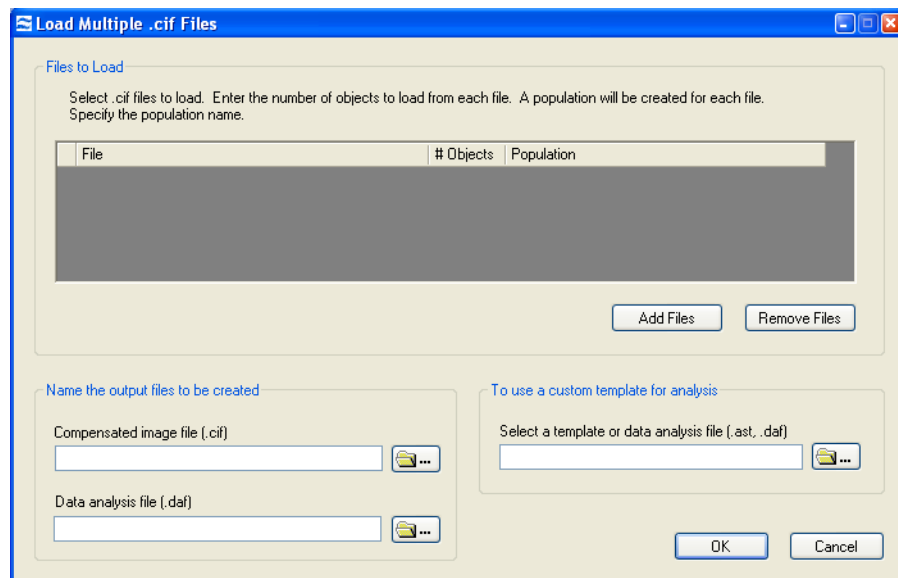 Load Multiple .cif Files
Files to Load
Select .cif files to load. Enter the number of objects to load from each file. A population will be created for each file.
Specify the population name.
File # Objects Population
Add Files Remove Files
Name the output files to be created
Compensated image file (.cif)
...
Data analysis file (.daf)
...
To use a custom template for analysis
Select a template or data analysis file (.ast, .daf)
...
OK Cancel